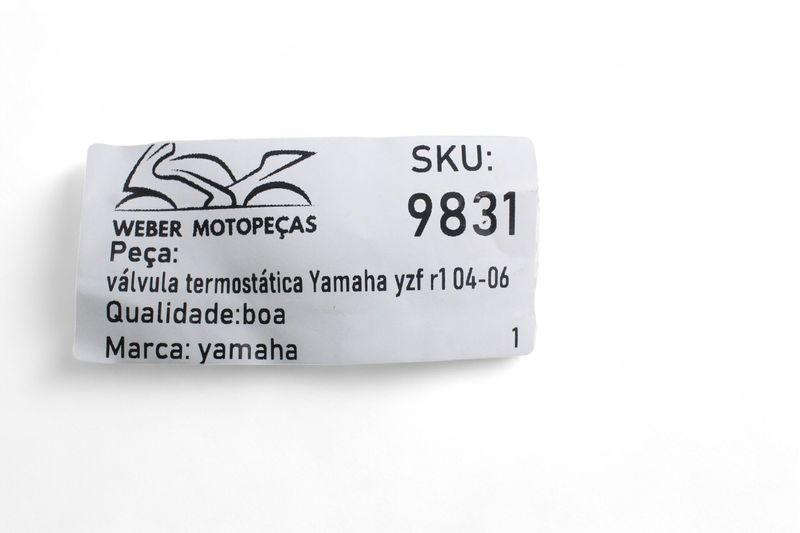 WEBER MOTOPEÇAS
SKU:
9831
Peça:
válvula termostática Yamaha yzf r1 04-06
Qualidade:boa
Marca: yamaha
1